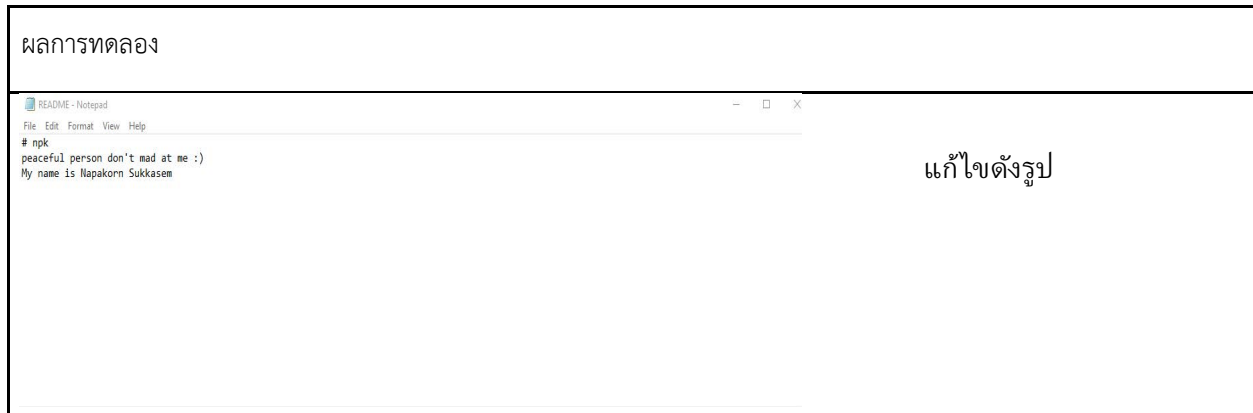 ผลการทดลอง
README - Notepad
File Edit Format View Help
# npk
peaceful person don't mad at me :)
My name is Napakorn Sukkasem
แก้ไขดังรูป